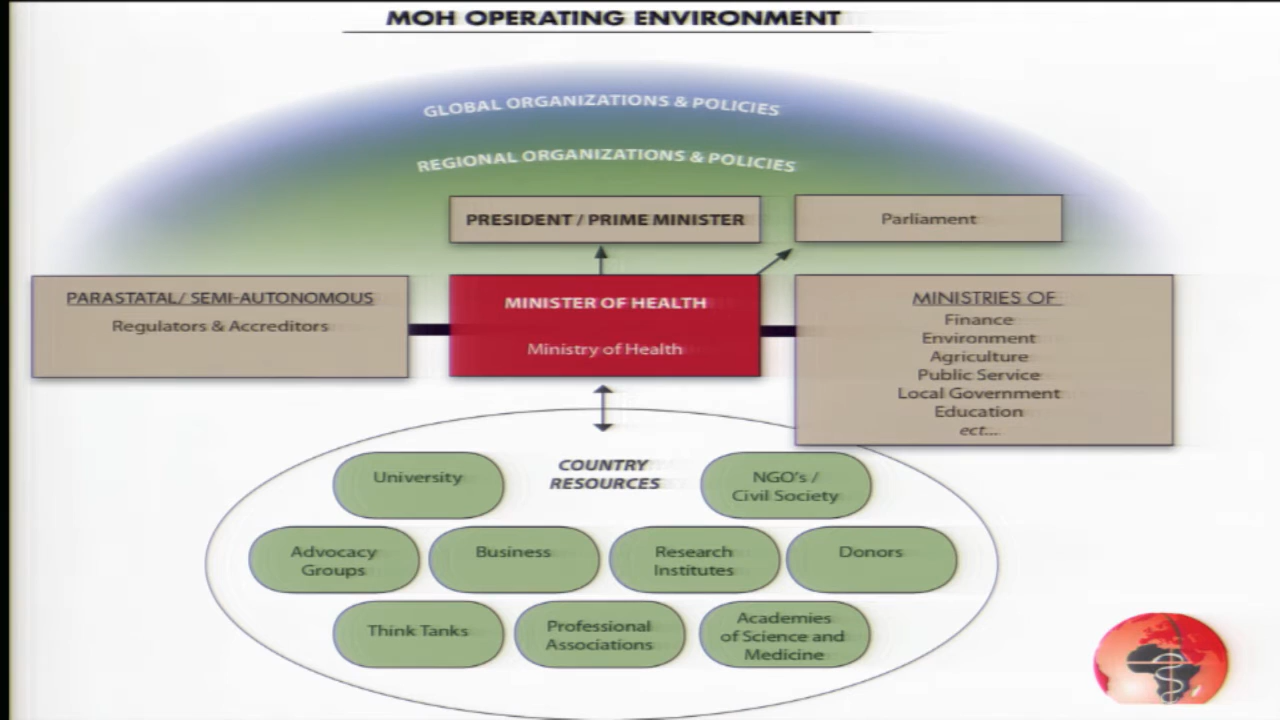 MOH OPERATING ENVIRONMENT
GLOBAL ORGANIZATIONS & POLICIES
REGIONAL ORGANIZATIONS & POLICIES
PRESIDENT / PRIME MINISTER
Parliament
PARASTATAL/ SEMI-AUTONOMOUS
Regulators & Accreditors
MINISTER OF HEALTH
Ministry of Health
MINISTRIES OF
Finance
Environment
Agriculture
Public Service
Local Government
Education
ect...
COUNTRY
RESOURCES
University
NGO's /
Civil Society
Advocacy
Groups
Business
Research
Institutes
Donors
Think Tanks
Professional
Associations
Academies
of Science and
Medicine